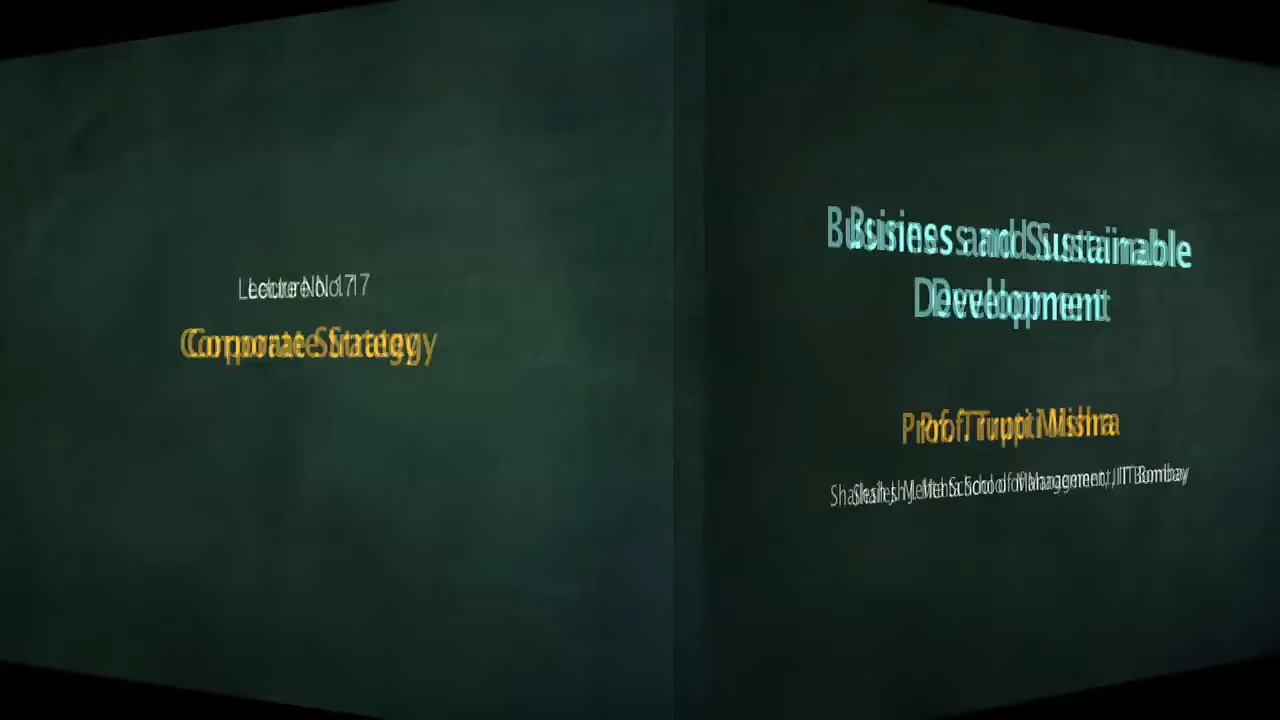 Lecture No. 17
Corporate Strategy
Business and Sustainable
Development
Prof. Trupti Mishra
Shailesh J. Mehta School of Management, IIT Bombay